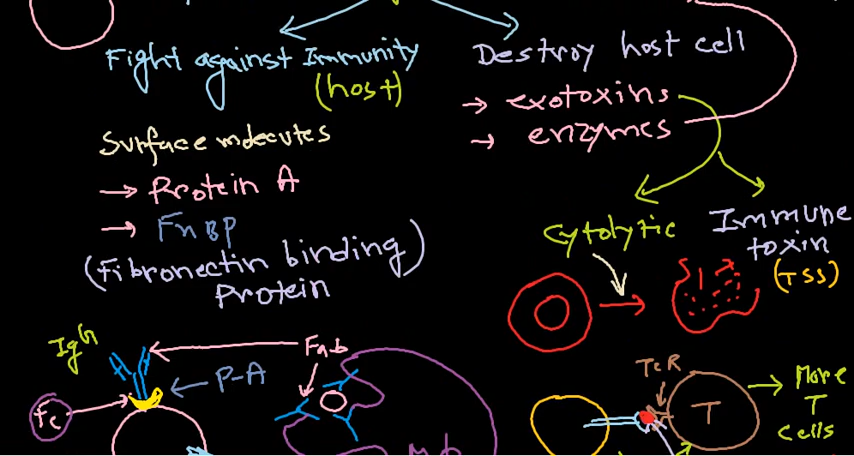 Fight against Immunity
(host)
Surface molecules
→ Protein A
→ FnBP
(Fibronectin binding)
Protein
Destroy host cell
→ exotoxins
→ enzymes
Cytolytic
Immune
toxin
(TSS)
IgG
Fab
P-A
Fc
TcR
T
More
T
cells